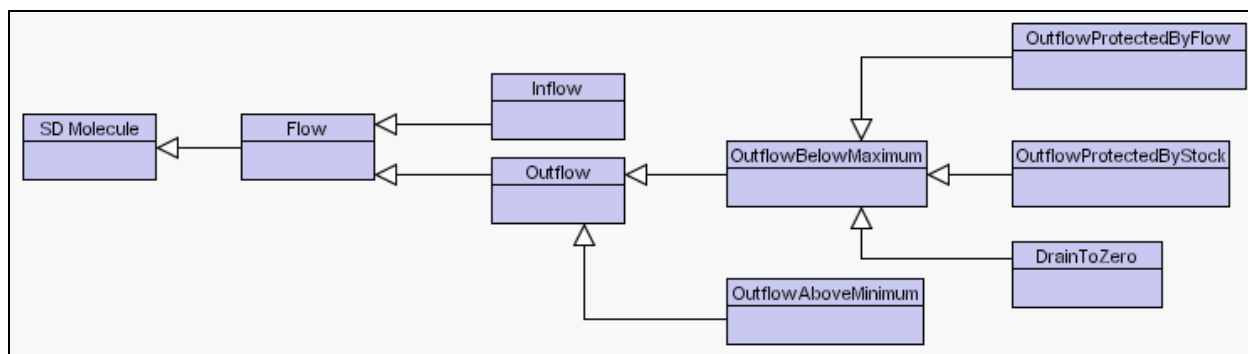 SD Molecule
Flow
Inflow
Outflow
OutflowBelowMaximum
OutflowAboveMinimum
OutflowProtectedByFlow
OutflowProtectedByStock
DrainToZero